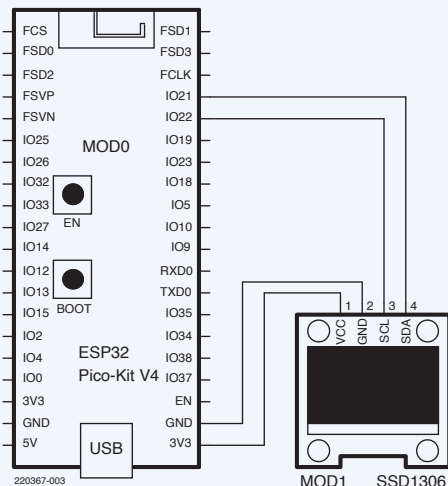 FCS
FSD0
FSD2
FSVP
FSVN
IO25
IO26
IO32
IO33
IO27
IO14
IO12
IO13
IO15
IO2
IO4
IO0
3V3
GND
5V
MOD0
EN
BOOT
ESP32
Pico-Kit V4
USB
FSD1
FSD3
FCLK
IO21
IO22
IO19
IO23
IO18
IO5
IO10
IO9
RXD0
TXD0
IO35
IO34
IO38
IO37
EN
GND
3V3
1 2 3 4
VCC
GND
SCL
SDA
220367-003
MOD1 SSD1306